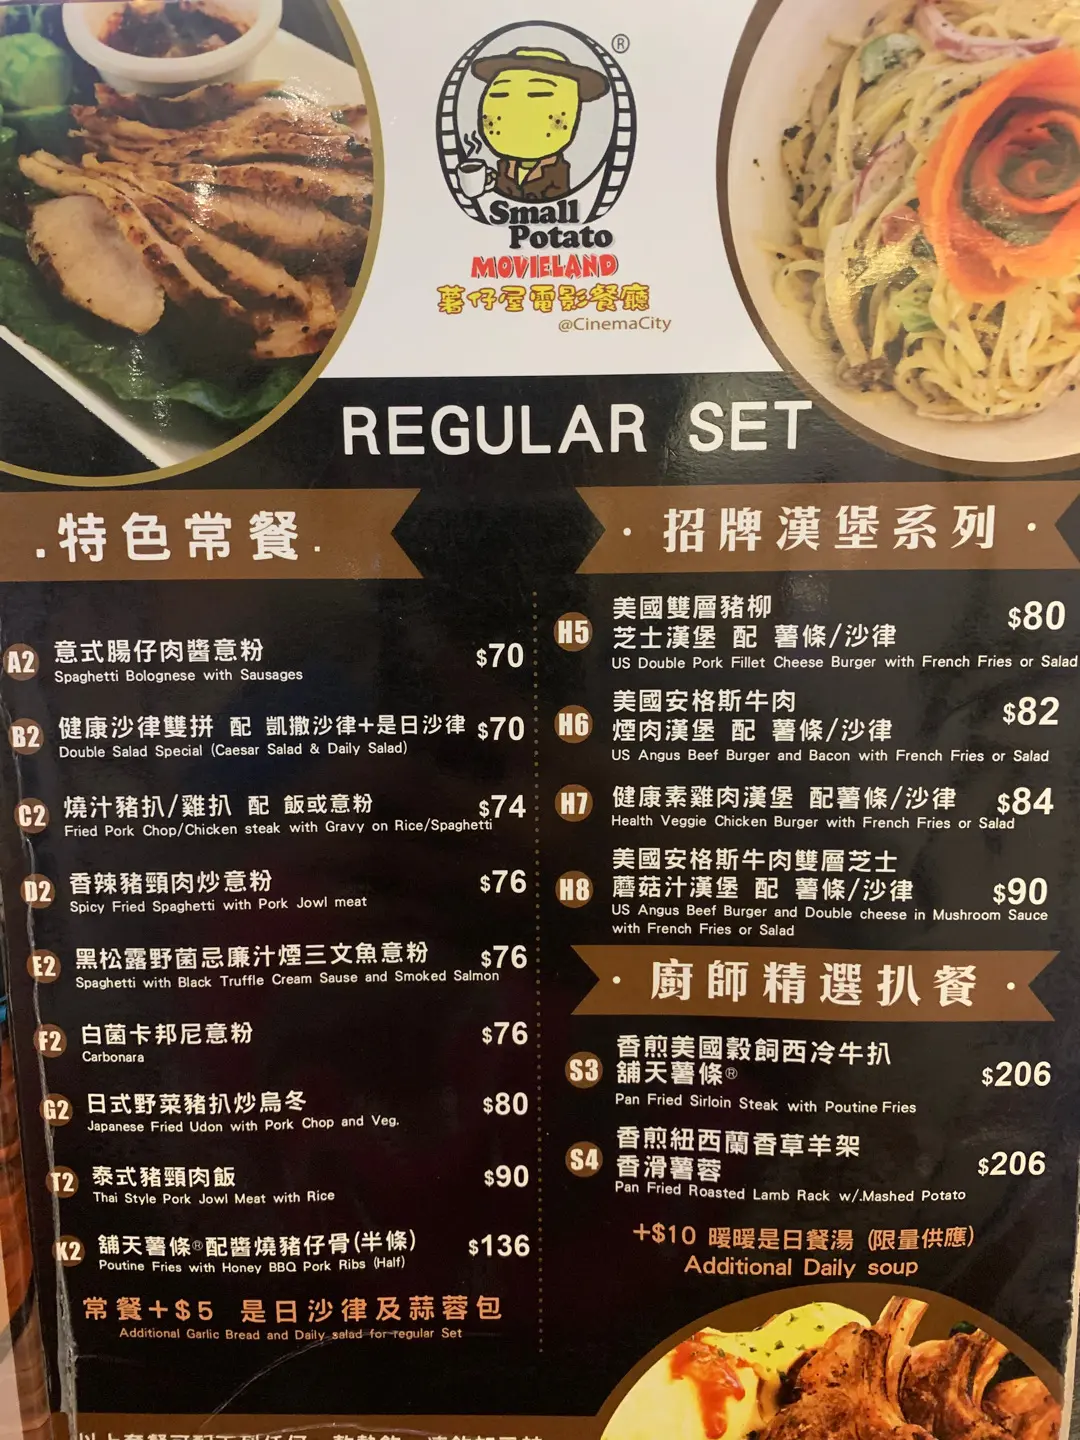 ®
Small
Potato
MOVIELAND
薯仔屋電影餐廳
@CinemaCity
REGULAR SET
.特色常餐.
A2 意式腸仔肉醬意粉 $70
Spaghetti Bolognese with Sausages
B2 健康沙律雙拼 配 凱撒沙律+是日沙律 $70
Double Salad Special (Caesar Salad & Daily Salad)
C2 燒汁豬扒/雞扒 配 飯或意粉 $74
Fried Pork Chop/Chicken steak with Gravy on Rice/Spaghetti
D2 香辣豬頸肉炒意粉 $76
Spicy Fried Spaghetti with Pork Jowl meat
E2 黑松露野菌忌廉汁煙三文魚意粉 $76
Spaghetti with Black Truffle Cream Sause and Smoked Salmon
F2 白菌卡邦尼意粉 $76
Carbonara
G2 日式野菜豬扒炒烏冬 $80
Japanese Fried Udon with Pork Chop and Veg.
T2 泰式豬頸肉飯 $90
Thai Style Pork Jowl Meat with Rice
K2 舖天薯條®配醬燒豬仔骨(半條) $136
Poutine Fries with Honey BBQ Pork Ribs (Half)
常餐+$5 是日沙律及蒜蓉包
Additional Garlic Bread and Daily salad for regular Set
· 招牌漢堡系列 ·
H5 美國雙層豬柳 $80
芝士漢堡 配 薯條/沙律
US Double Pork Fillet Cheese Burger with French Fries or Salad
H6 美國安格斯牛肉 $82
煙肉漢堡 配 薯條/沙律
US Angus Beef Burger and Bacon with French Fries or Salad
H7 健康素雞肉漢堡 配薯條/沙律 $84
Health Veggie Chicken Burger with French Fries or Salad
H8 美國安格斯牛肉雙層芝士
蘑菇汁漢堡 配 薯條/沙律 $90
US Angus Beef Burger and Double cheese in Mushroom Sauce
with French Fries or Salad
· 廚師精選扒餐 ·
S3 香煎美國穀飼西冷牛扒
舖天薯條® $206
Pan Fried Sirloin Steak with Poutine Fries
S4 香煎紐西蘭香草羊架
香滑薯蓉 $206
Pan Fried Roasted Lamb Rack w/.Mashed Potato
+$10 暖暖是日餐湯 (限量供應)
Additional Daily soup